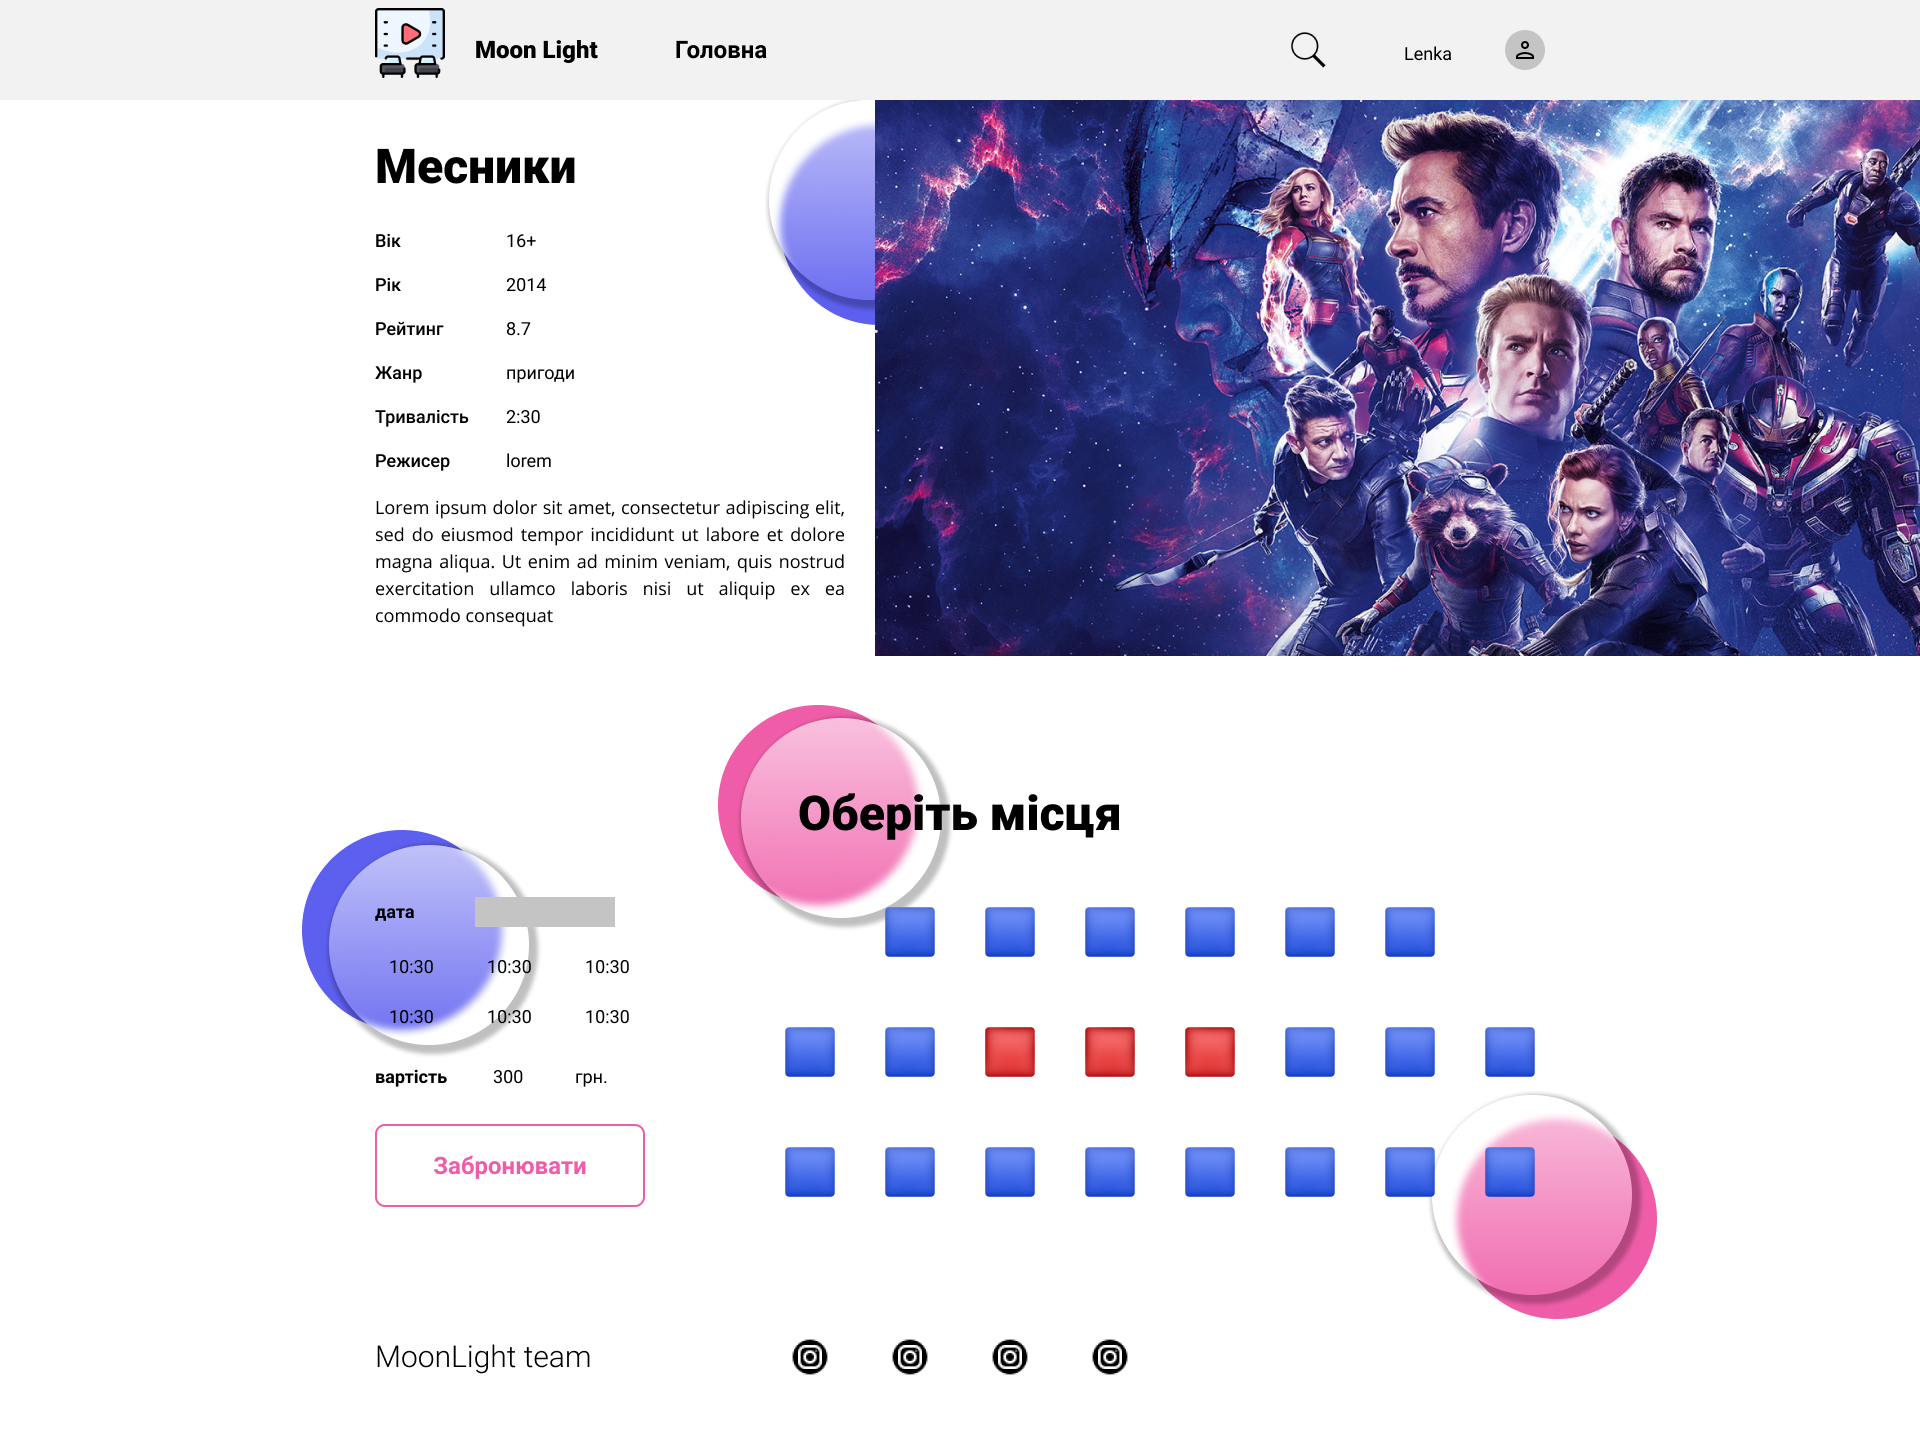 Moon Light
Головна
Lenka
Месники
Вік 16+
Рік 2014
Рейтинг 8.7
Жанр пригоди
Тривалість 2:30
Режисер lorem
Lorem ipsum dolor sit amet, consectetur adipiscing elit,
sed do eiusmod tempor incididunt ut labore et dolore
magna aliqua. Ut enim ad minim veniam, quis nostrud
exercitation ullamco laboris nisi ut aliquip ex ea
commodo consequat
Оберіть місця
дата
10:30 10:30 10:30
10:30 10:30 10:30
вартість 300 грн.
Забронювати
MoonLight team